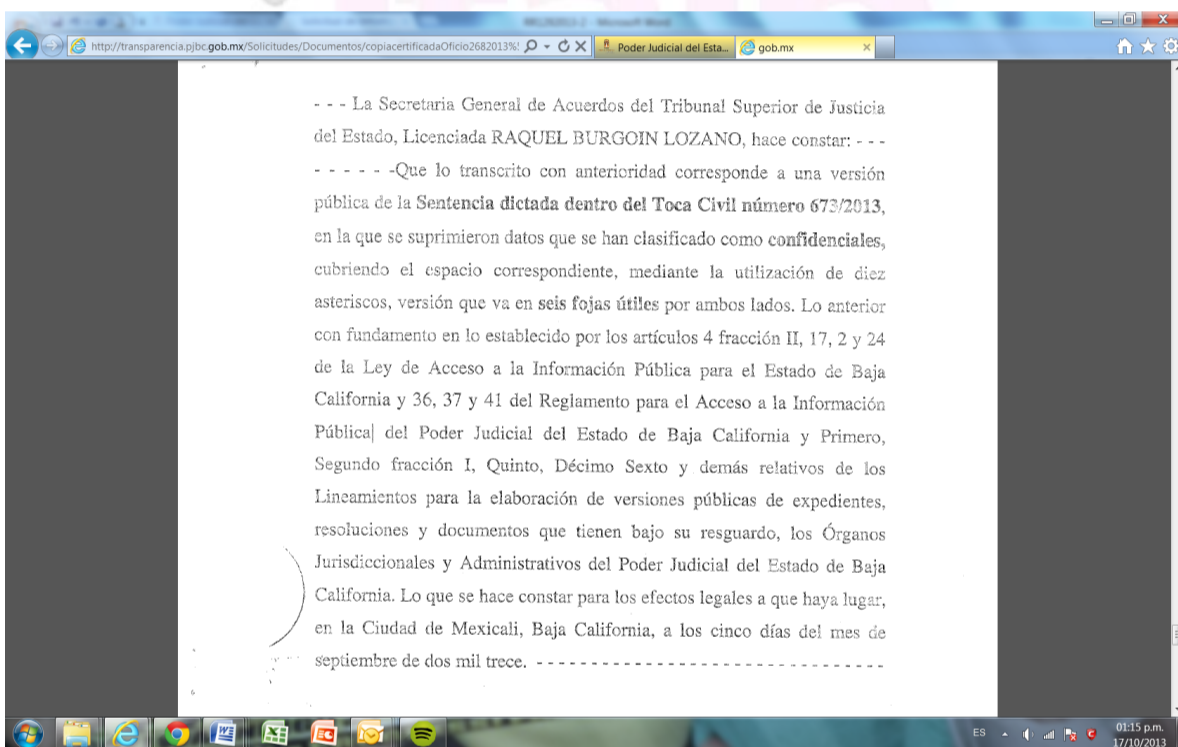 http://transparencia.pjbc.gob.mx/Solicitudes/Documentos/copiacertificadaOficio2682013%!
Poder Judicial del Esta...
gob.mx
- - - La Secretaria General de Acuerdos del Tribunal Superior de Justicia
del Estado, Licenciada RAQUEL BURGOIN LOZANO, hace constar: - - -
- - - - - -Que lo transcrito con anterioridad corresponde a una versión
pública de la Sentencia dictada dentro del Toca Civil número 673/2013,
en la que se suprimieron datos que se han clasificado como confidenciales,
cubriendo el espacio correspondiente, mediante la utilización de diez
asteriscos, versión que va en seis fojas útiles por ambos lados. Lo anterior
con fundamento en lo establecido por los artículos 4 fracción II, 17, 2 y 24
de la Ley de Acceso a la Información Pública para el Estado de Baja
California y 36, 37 y 41 del Reglamento para el Acceso a la Información
Pública| del Poder Judicial del Estado de Baja California y Primero,
Segundo fracción I, Quinto, Décimo Sexto y demás relativos de los
Lineamientos para la elaboración de versiones públicas de expedientes,
resoluciones y documentos que tienen bajo su resguardo, los Órganos
Jurisdiccionales y Administrativos del Poder Judicial del Estado de Baja
California. Lo que se hace constar para los efectos legales a que haya lugar,
en la Ciudad de Mexicali, Baja California, a los cinco días del mes de
septiembre de dos mil trece. - - - - - - - - - - - - - - - - - - - - - - - - - - - - - - - -
ES
01:15 p.m.
17/10/2013